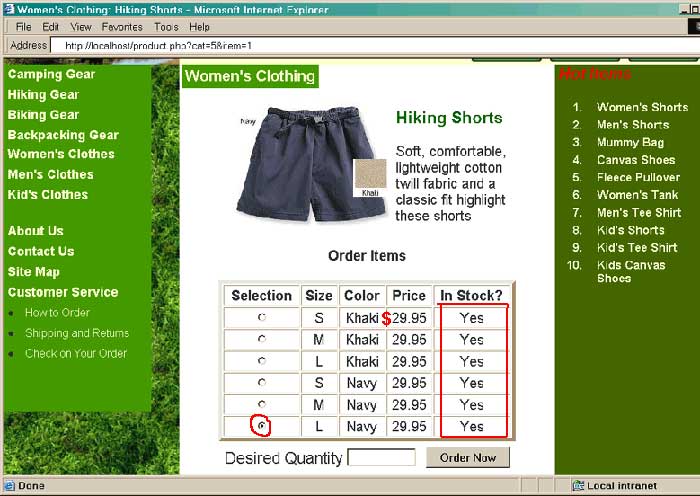 Women's Clothing: Hiking Shorts - Microsoft Internet Explorer
File Edit View Favorites Tools Help
Address http://localhost/product.php?cat=5&item=1
Camping Gear
Hiking Gear
Biking Gear
Backpacking Gear
Women's Clothes
Men's Clothes
Kid's Clothes
About Us
Contact Us
Site Map
Customer Service
How to Order
Shipping and Returns
Check on Your Order
Women's Clothing
Navy
Khaki
Hiking Shorts
Soft, comfortable,
lightweight cotton
twill fabric and a
classic fit highlight
these shorts
Order Items
Selection Size Color Price In Stock?
S Khaki $29.95 Yes
M Khaki 29.95 Yes
L Khaki 29.95 Yes
S Navy 29.95 Yes
M Navy 29.95 Yes
L Navy 29.95 Yes
Desired Quantity Order Now
Hot Items
1. Women's Shorts
2. Men's Shorts
3. Mummy Bag
4. Canvas Shoes
5. Fleece Pullover
6. Women's Tank
7. Men's Tee Shirt
8. Kid's Shorts
9. Kid's Tee Shirt
10. Kids Canvas
Shoes
Done Local intranet